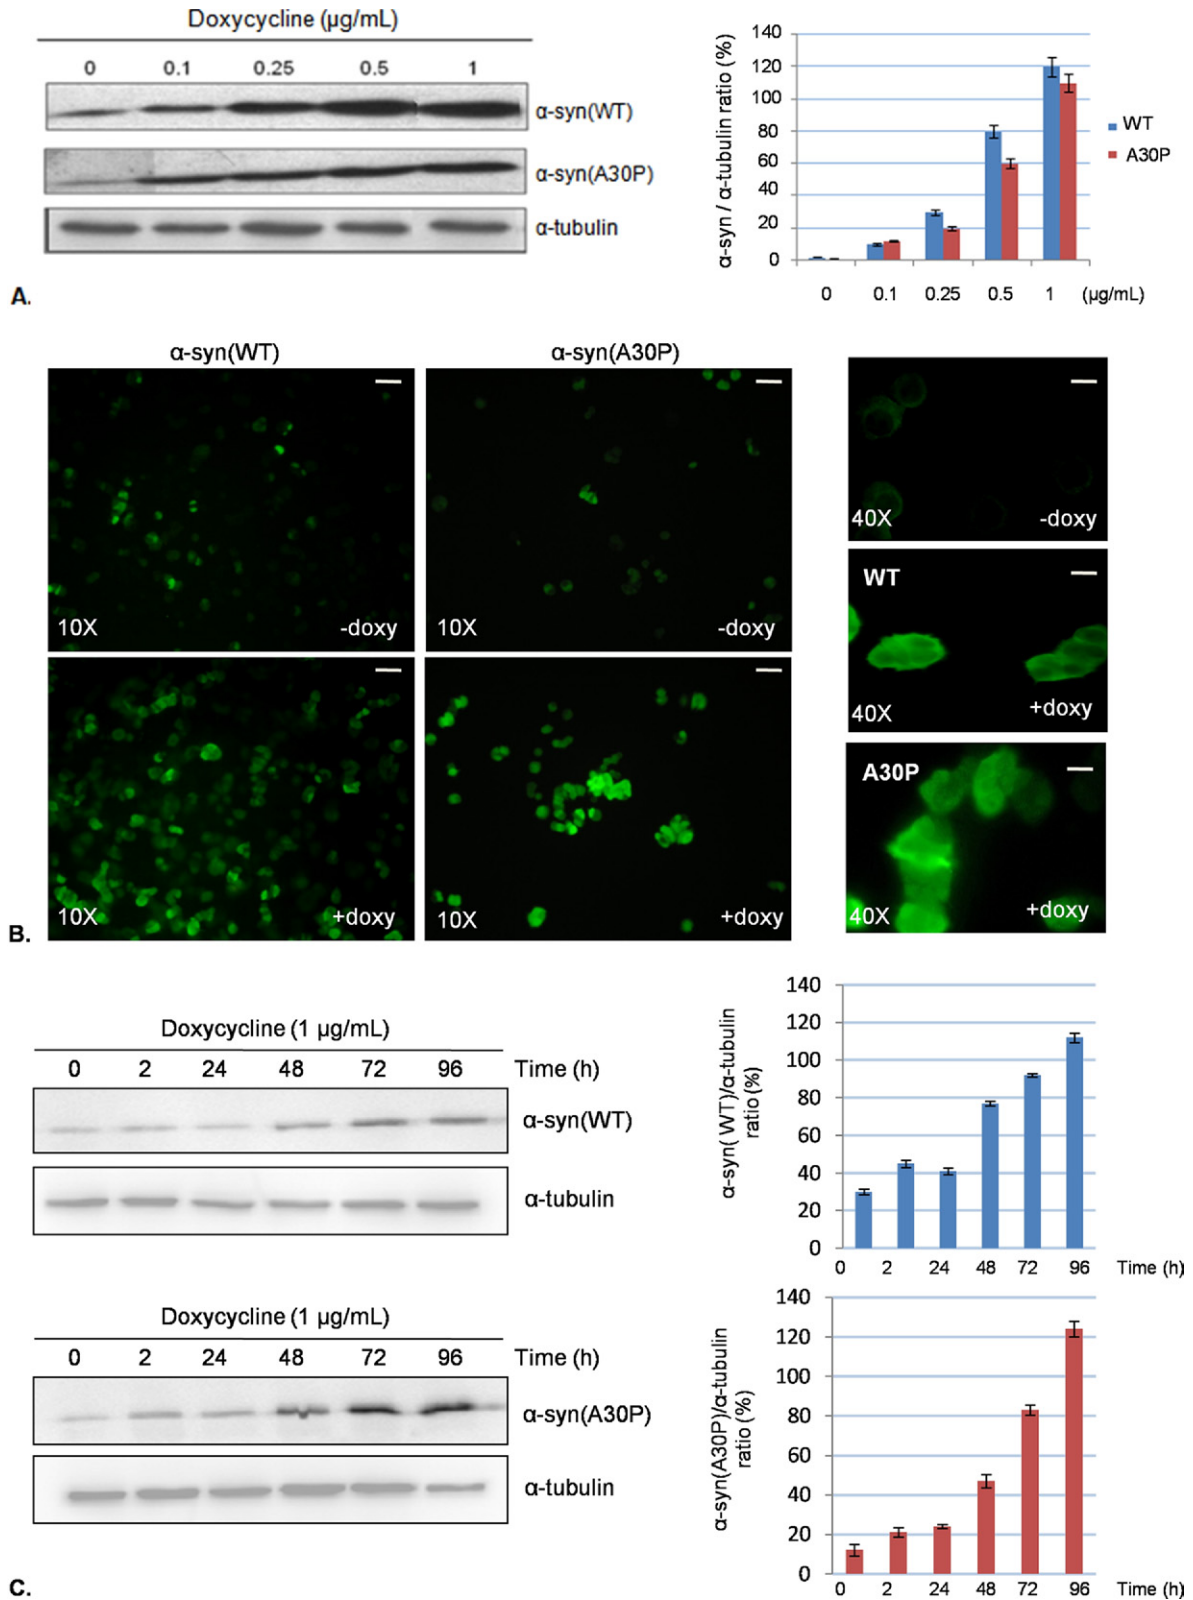 Doxycycline (µg/mL)
0 0.1 0.25 0.5 1
α-syn(WT)
α-syn(A30P)
α-tubulin
A.
α-syn / α-tubulin ratio (%)
140
120
100
80
60
40
20
0
0 0.1 0.25 0.5 1 (µg/mL)
WT
A30P
α-syn(WT) α-syn(A30P)
10X -doxy
10X -doxy
10X +doxy
10X +doxy
40X -doxy
WT
40X +doxy
A30P
40X +doxy
B.
Doxycycline (1 µg/mL)
0 2 24 48 72 96 Time (h)
α-syn(WT)
α-tubulin
α-syn( WT)/α-tubulin
ratio (%)
140
120
100
80
60
40
20
0
0 2 24 48 72 96 Time (h)
Doxycycline (1 µg/mL)
0 2 24 48 72 96 Time (h)
α-syn(A30P)
α-tubulin
α-syn(A30P)/α-tubulin
ratio (%)
140
120
100
80
60
40
20
0
0 2 24 48 72 96 Time (h)
C.